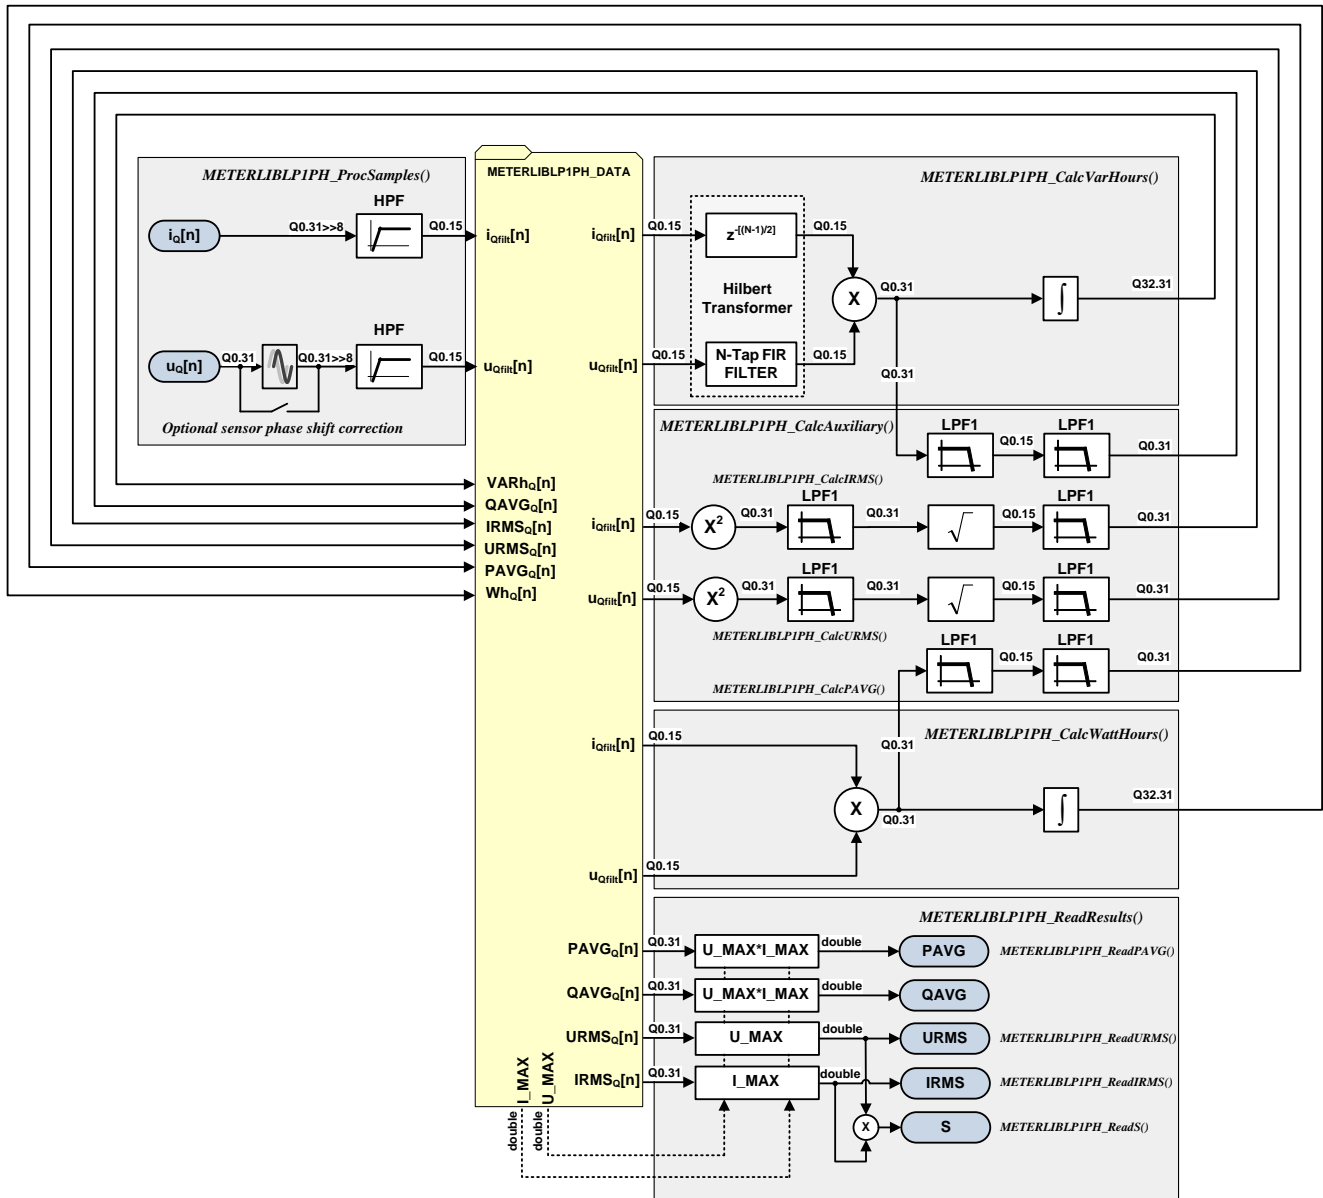 METERLIBLP1PH_ProcSamples()
HPF
iQ[n]
Q0.31>>8
Q0.15
HPF
uQ[n]
Q0.31
Q0.31>>8
Q0.15
Optional sensor phase shift correction
METERLIBLP1PH_DATA
iQfilt[n]
uQfilt[n]
VARhQ[n]
QAVGQ[n]
IRMSQ[n]
URMSQ[n]
PAVGQ[n]
WhQ[n]
iQfilt[n]
uQfilt[n]
iQfilt[n]
uQfilt[n]
iQfilt[n]
uQfilt[n]
PAVGQ[n]
QAVGQ[n]
URMSQ[n]
IRMSQ[n]
I_MAX
U_MAX
double
double
METERLIBLP1PH_CalcVarHours()
Q0.15
z-[(N-1)/2]
Q0.15
Hilbert
Transformer
X
Q0.31
∫
Q32.31
Q0.15
N-Tap FIR
FILTER
Q0.15
Q0.31
METERLIBLP1PH_CalcAuxiliary()
LPF1
Q0.15
LPF1
Q0.31
METERLIBLP1PH_CalcIRMS()
Q0.15
X2
Q0.31
LPF1
Q0.31
√
Q0.15
LPF1
Q0.31
Q0.15
X2
Q0.31
LPF1
Q0.31
√
Q0.15
LPF1
Q0.31
METERLIBLP1PH_CalcURMS()
LPF1
Q0.15
LPF1
Q0.31
METERLIBLP1PH_CalcPAVG()
METERLIBLP1PH_CalcWattHours()
Q0.15
Q0.31
X
Q0.31
∫
Q32.31
Q0.15
METERLIBLP1PH_ReadResults()
Q0.31
U_MAX*I_MAX
double
PAVG
METERLIBLP1PH_ReadPAVG()
Q0.31
U_MAX*I_MAX
double
QAVG
Q0.31
U_MAX
double
URMS
METERLIBLP1PH_ReadURMS()
Q0.31
I_MAX
double
IRMS
METERLIBLP1PH_ReadIRMS()
X
S
METERLIBLP1PH_ReadS()